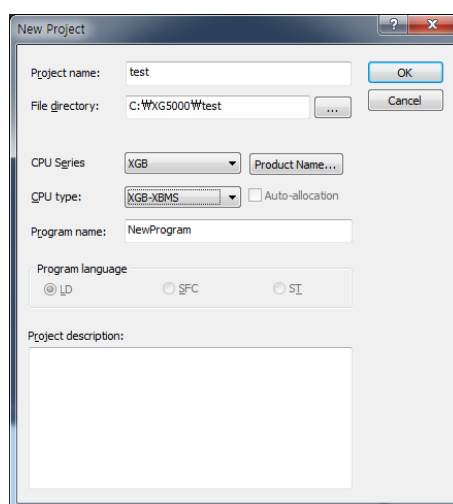 New Project
Project name: test OK
File directory: C:₩XG5000₩test ... Cancel
CPU Series XGB Product Name...
CPU type: XGB-XBMS Auto-allocation
Program name: NewProgram
Program language
LD SFC ST
Project description: